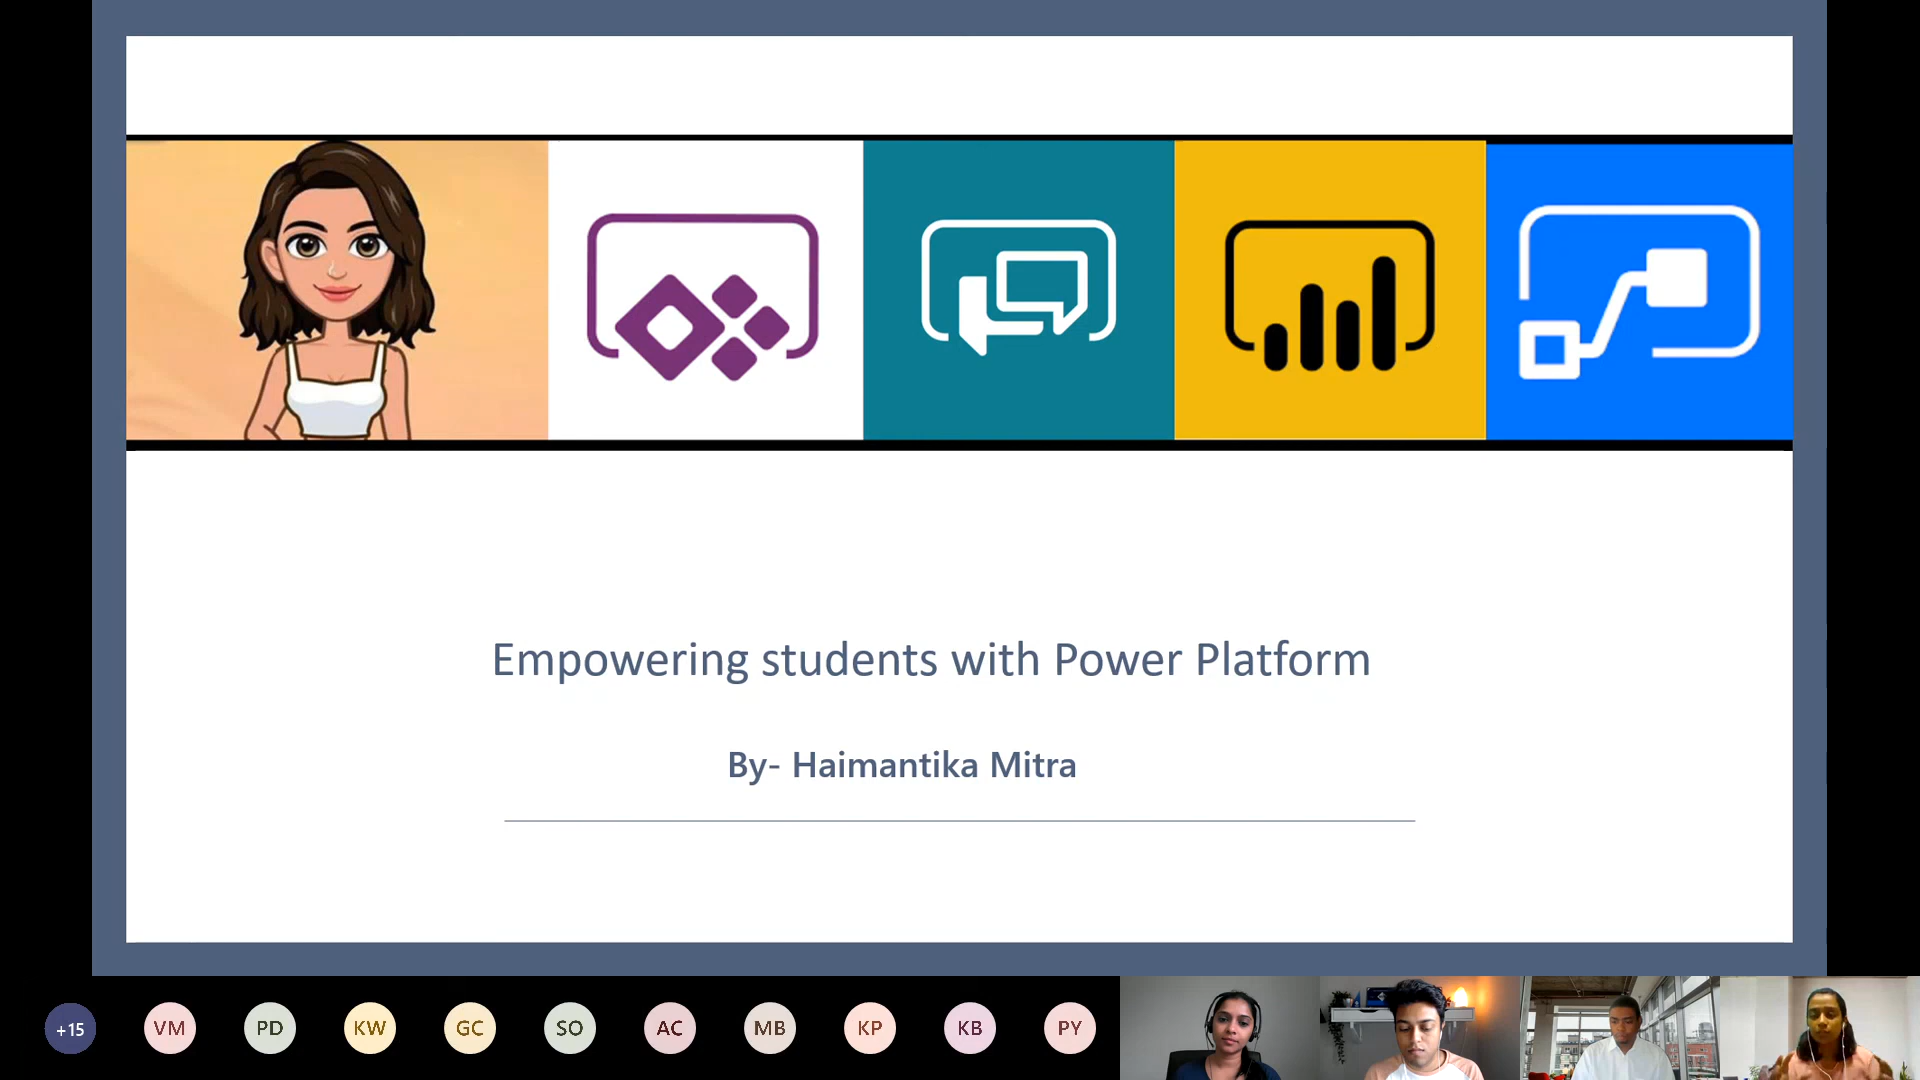 Empowering students with Power Platform
By- Haimantika Mitra
+15 VM PD KW GC SO AC MB KP KB PY